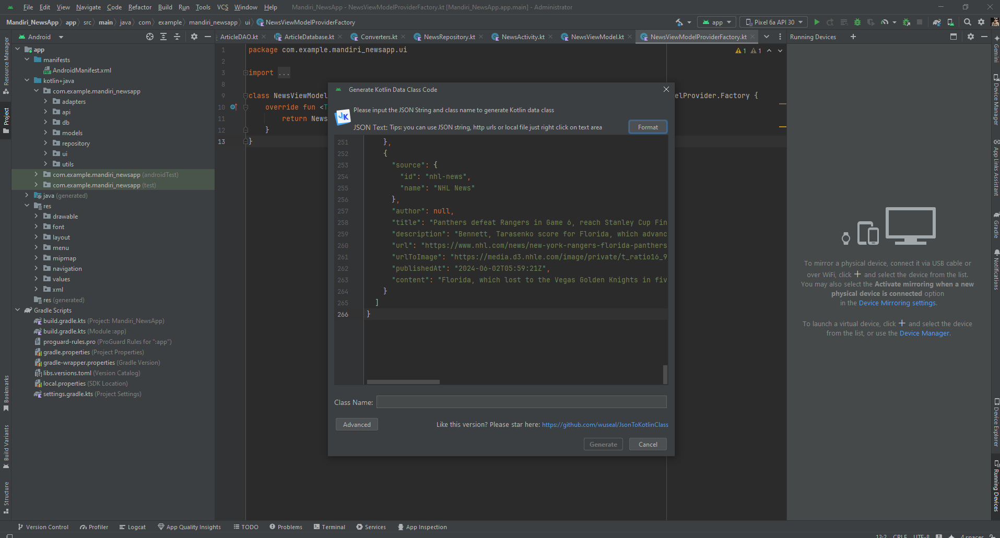 File Edit View Navigate Code Refactor Build Run Tools VCS Window Help Mandiri_NewsApp - NewsViewModelProviderFactory.kt [Mandiri_NewsApp.app.main] - Administrator
Mandiri_NewsApp app src main java com example mandiri_newsapp ui NewsViewModelProviderFactory app Pixel 6a API 30
Android ArticleDAO.kt ArticleDatabase.kt Converters.kt NewsRepository.kt NewsActivity.kt NewsViewModel.kt NewsViewModelProviderFactory.kt Running Devices
Resource Manager
Project
Bookmarks
Build Variants
Structure
app
manifests
AndroidManifest.xml
kotlin+java
com.example.mandiri_newsapp
adapters
api
db
models
repository
ui
utils
com.example.mandiri_newsapp (androidTest)
com.example.mandiri_newsapp (test)
java (generated)
res
drawable
font
layout
menu
mipmap
navigation
values
xml
res (generated)
Gradle Scripts
build.gradle.kts (Project: Mandiri_NewsApp)
build.gradle.kts (Module :app)
proguard-rules.pro (ProGuard Rules for ":app")
gradle.properties (Project Properties)
gradle-wrapper.properties (Gradle Version)
libs.versions.toml (Version Catalog)
local.properties (SDK Location)
settings.gradle.kts (Project Settings)
1 package com.example.mandiri_newsapp.ui
1 1
2
3 import ...
8
9 class NewsViewModel elProvider.Factory {
10 override fun <T
11 return News
12 }
13 }
Generate Kotlin Data Class Code
JK
Please input the JSON String and class name to generate Kotlin data class
JSON Text: Tips: you can use JSON string, http urls or local file just right click on text area Format
251 },
252 {
253 "source": {
254 "id": "nhl-news",
255 "name": "NHL News"
256 },
257 "author": null,
258 "title": "Panthers defeat Rangers in Game 6, reach Stanley Cup Fin
259 "description": "Bennett, Tarasenko score for Florida, which advanc
260 "url": "https://www.nhl.com/news/new-york-rangers-florida-panthers
261 "urlToImage": "https://media.d3.nhle.com/image/private/t_ratio16_9
262 "publishedAt": "2024-06-02T05:59:21Z",
263 "content": "Florida, which lost to the Vegas Golden Knights in fiv
264 }
265 ]
266 }
Class Name:
Advanced Like this version? Please star here: https://github.com/wuseal/JsonToKotlinClass
Generate Cancel
To mirror a physical device, connect it via USB cable or
over WiFi, click + and select the device from the list.
You may also select the Activate mirroring when a new
physical device is connected option
in the Device Mirroring settings.
To launch a virtual device, click + and select the device
from the list, or use the Device Manager.
Gemini
Device Manager
App Links Assistant
Gradle
Notifications
Device Explorer
Running Devices
Version Control Profiler Logcat App Quality Insights TODO Problems Terminal Services App Inspection
13:2 CRLF UTF-8 4 spaces